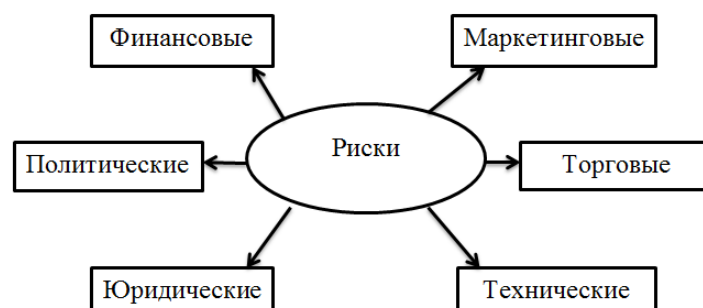 Финансовые
Маркетинговые
Риски
Политические
Торговые
Юридические
Технические